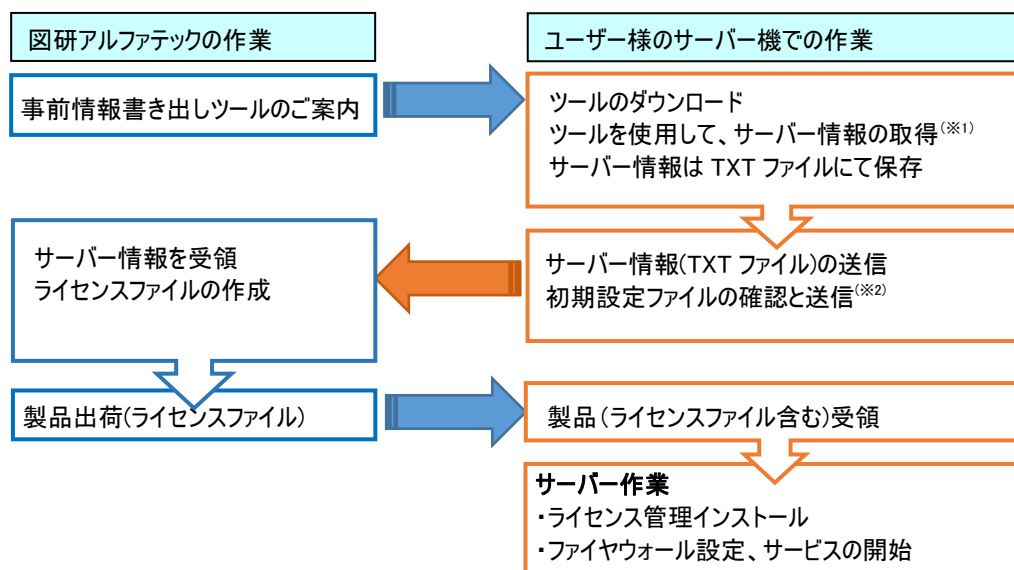 図研アルファテックの作業
ユーザー様のサーバー機での作業
事前情報書き出しツールのご案内
ツールのダウンロード
ツールを使用して、サーバー情報の取得(※1)
サーバー情報は TXT ファイルにて保存
サーバー情報を受領
ライセンスファイルの作成
サーバー情報(TXT ファイル)の送信
初期設定ファイルの確認と送信(※2)
製品出荷(ライセンスファイル)
製品(ライセンスファイル含む)受領
サーバー作業
・ライセンス管理インストール
・ファイヤウォール設定、サービスの開始